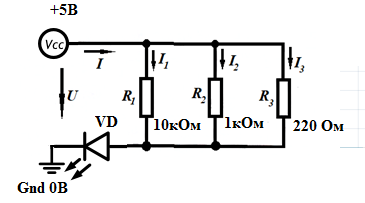 +5В
Vcc
I
I₁
I₂
I₃
U
R₁
R₂
R₃
VD
10кОм
1кОм
220 Ом
Gnd 0В